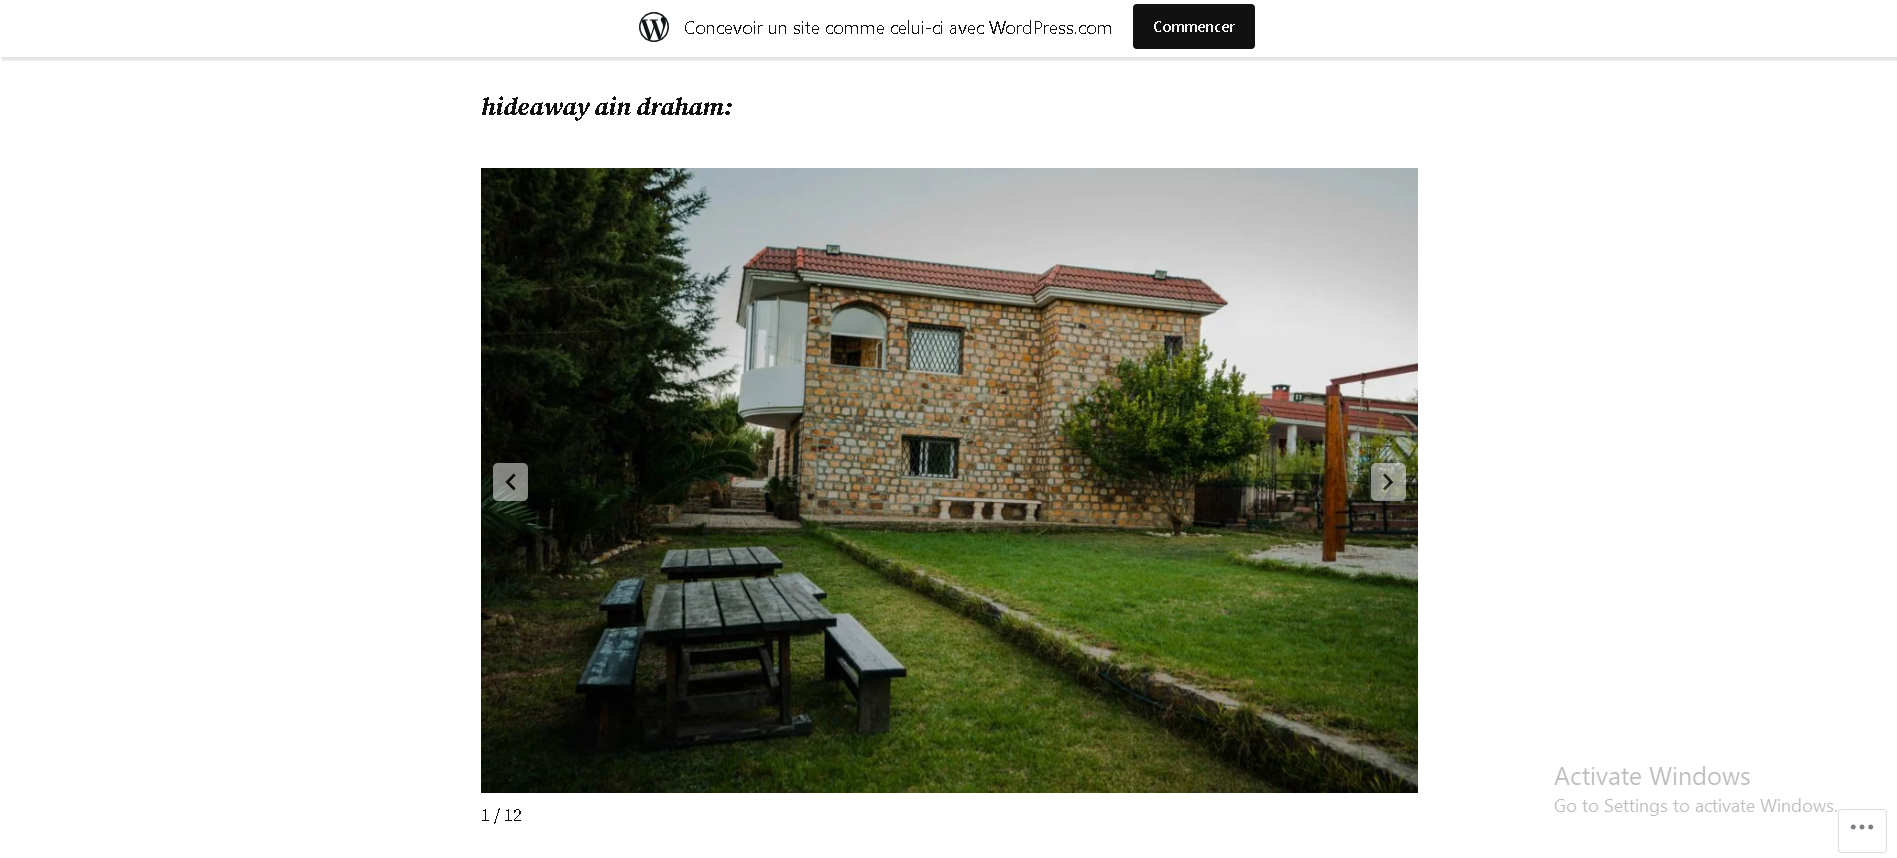 Concevoir un site comme celui-ci avec WordPress.com
Commencer
hideaway ain draham:
1 / 12
Activate Windows
Go to Settings to activate Windows.